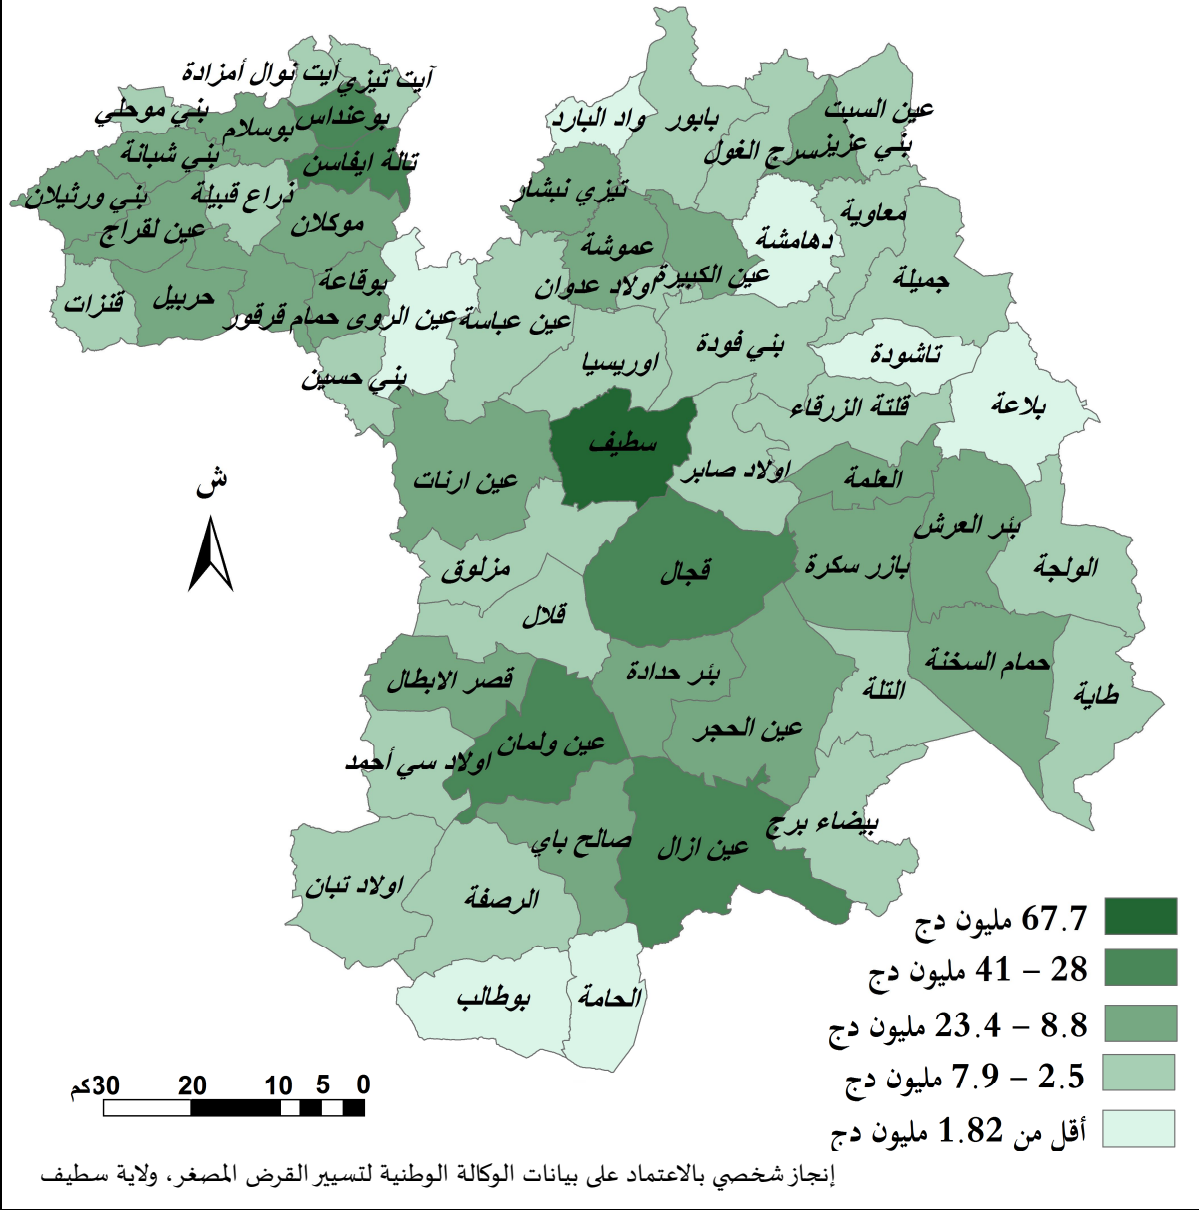 آيت نوال أمزادة
آيت تيزي
بني موحلي
بوعنداس
بوسلام
بني شبانة
تالة ايفاسن
بني ورثيلان
ذراع قبيلة
عين لقراج
موكلان
بوقاعة
قنزات
حربيل
حمام قرقور
عين الروى
بني حسين
واد البارد
بابور
عين السبت
سرج الغول
بني عزيز
تيزي نبشار
معاوية
عموشة
دهامشة
عين الكبيرة
اولاد عدوان
جميلة
عين عباسة
اوريسيا
بني فودة
تاشودة
بلاعة
قلتة الزرقاء
سطيف
عين ارنات
اولاد صابر
العلمة
بئر العرش
ش
مزلوق
قجال
بازر سكرة
الولجة
قلال
قصر الابطال
بئر حدادة
حمام السخنة
التلة
طاية
عين ولمان
عين الحجر
اولاد سي أحمد
صالح باي
عين ازال
بيضاء برج
اولاد تبان
الرصفة
بوطالب
الحامة
67.7 مليون دج
28 – 41 مليون دج
8.8 – 23.4 مليون دج
2.5 – 7.9 مليون دج
أقل من 1.82 مليون دج
0 5 10 20 30كم
إنجاز شخصي بالاعتماد على بيانات الوكالة الوطنية لتسيير القرض المصغر، ولاية سطيف